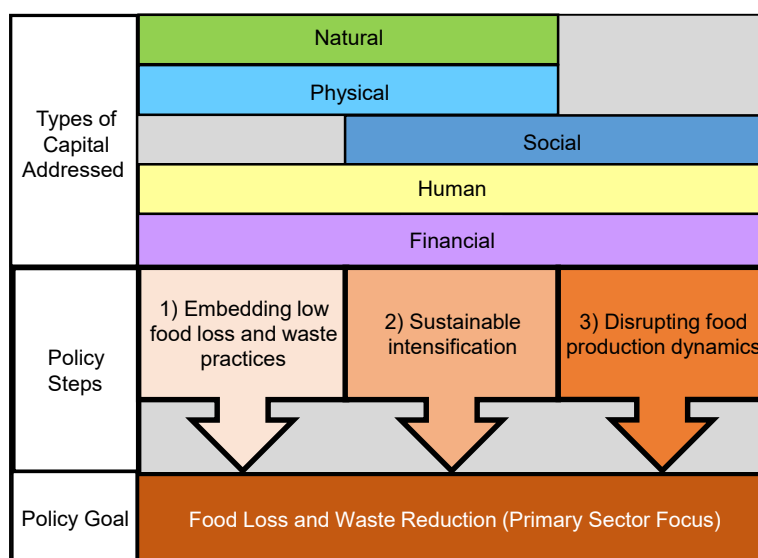 Types of
Capital
Addressed
Natural
Physical
Social
Human
Financial
Policy
Steps
1) Embedding low
food loss and waste
practices
2) Sustainable
intensification
3) Disrupting food
production dynamics
Policy Goal
Food Loss and Waste Reduction (Primary Sector Focus)